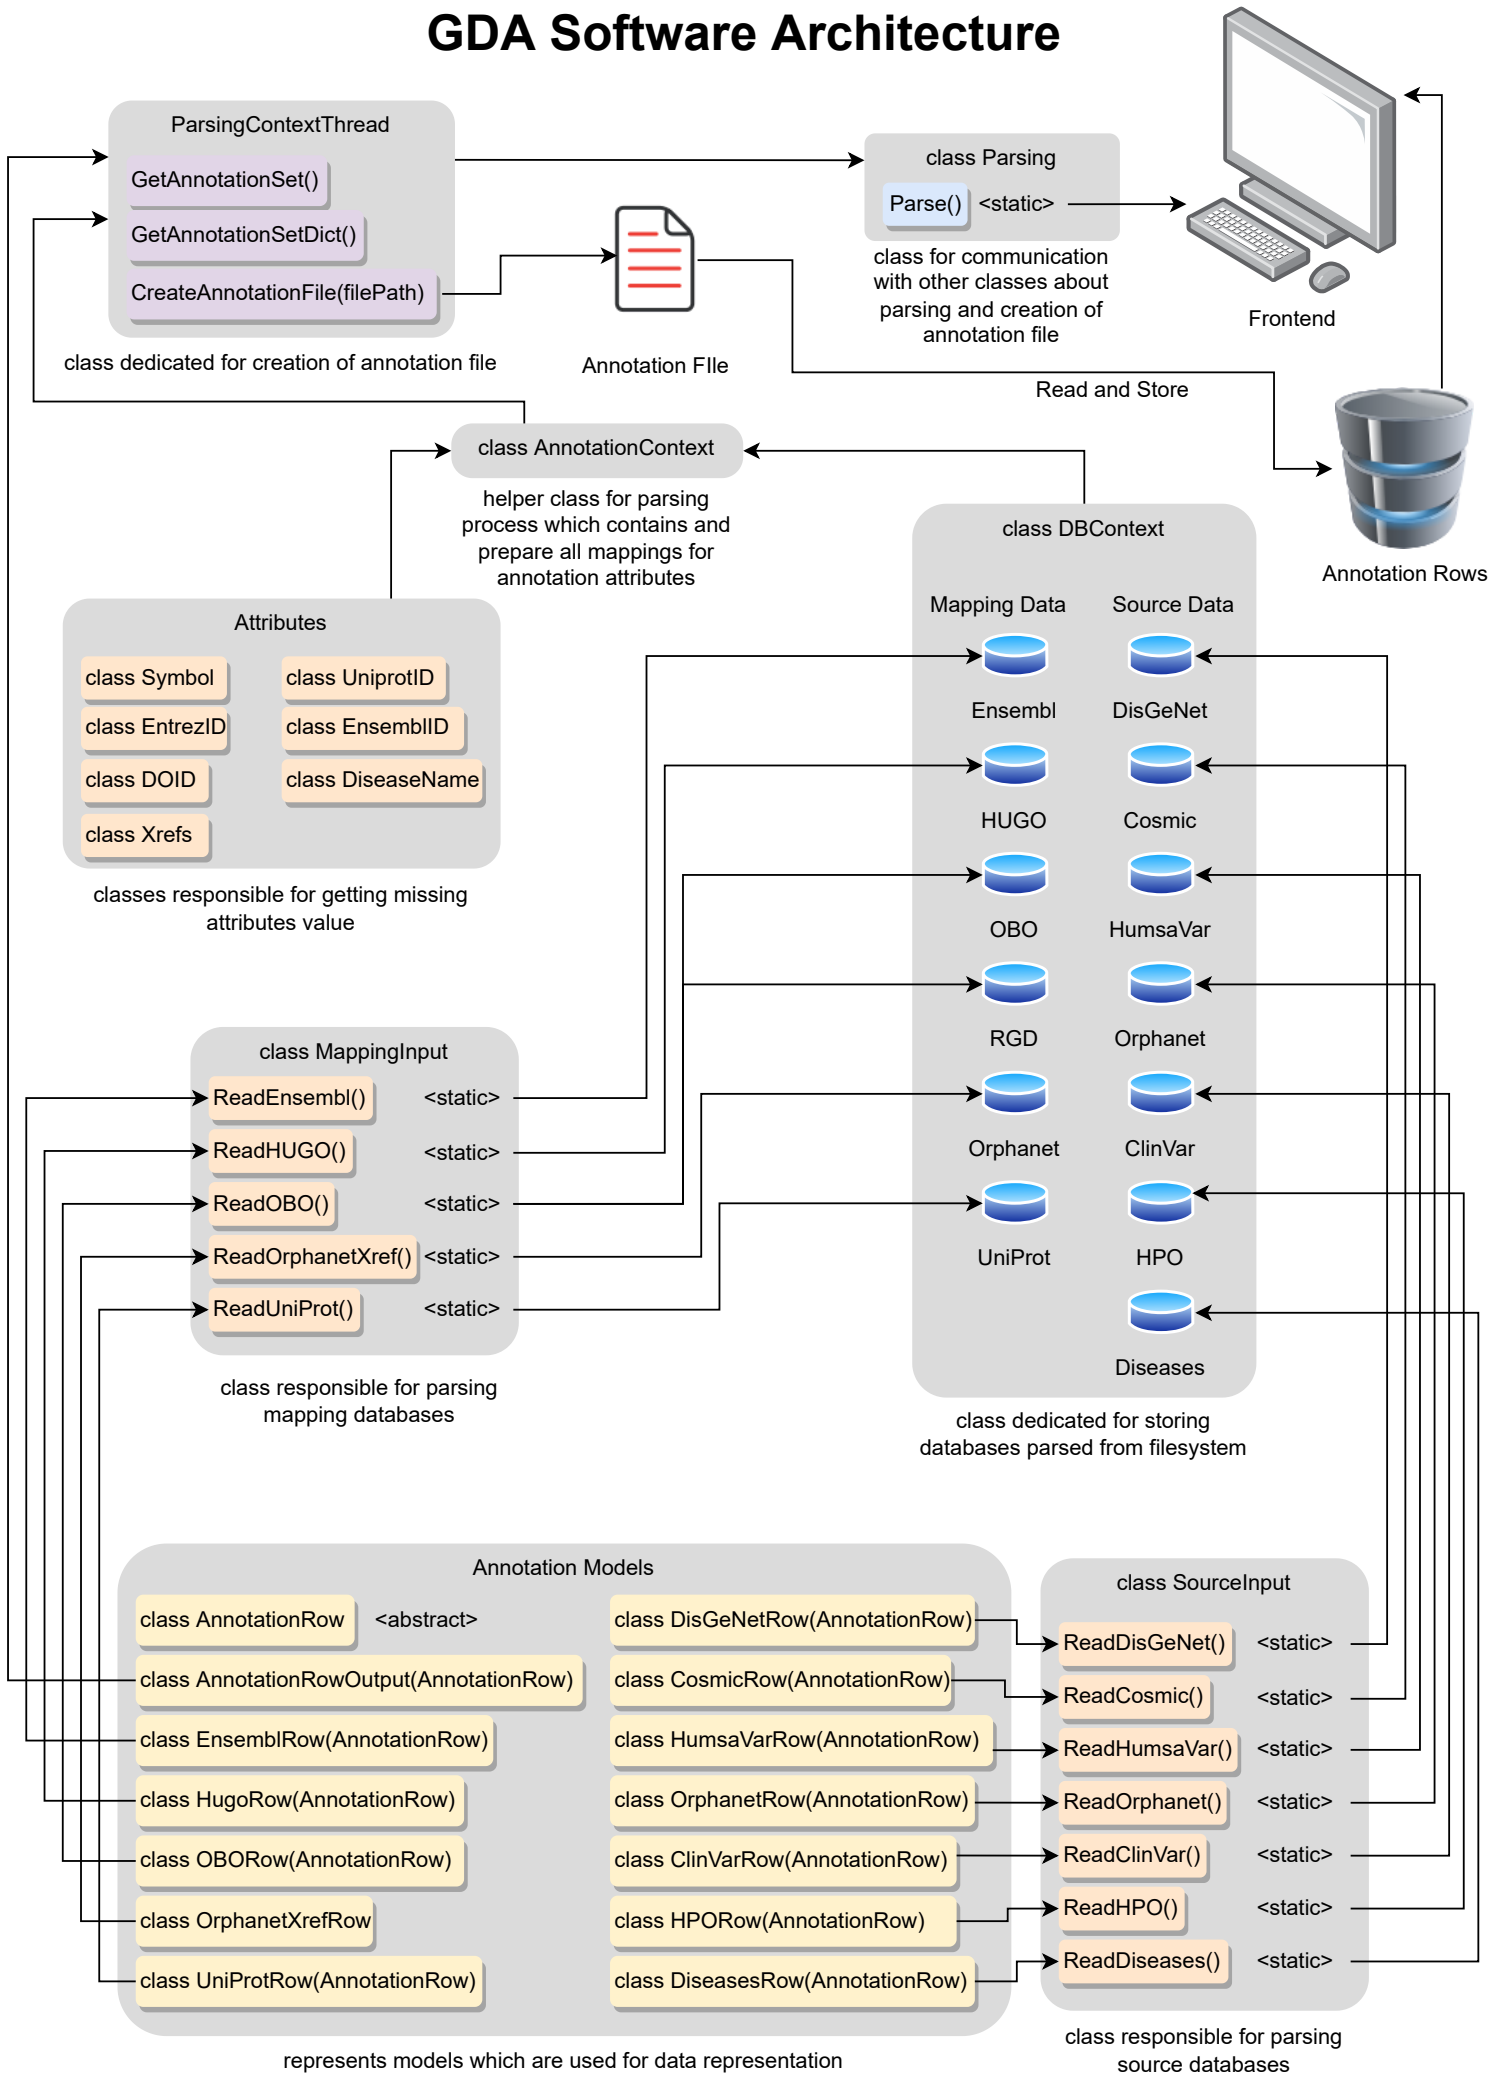 GDA Software Architecture
ParsingContextThread
GetAnnotationSet()
GetAnnotationSetDict()
CreateAnnotationFile(filePath)
class dedicated for creation of annotation file
Annotation FIle
class Parsing
Parse() <static>
class for communication
with other classes about
parsing and creation of
annotation file
Frontend
Read and Store
Annotation Rows
class AnnotationContext
helper class for parsing
process which contains and
prepare all mappings for
annotation attributes
Attributes
class Symbol
class UniprotID
class EntrezID
class EnsemblID
class DOID
class DiseaseName
class Xrefs
classes responsible for getting missing
attributes value
class DBContext
Mapping Data
Source Data
Ensembl
DisGeNet
HUGO
Cosmic
OBO
HumsaVar
RGD
Orphanet
Orphanet
ClinVar
UniProt
HPO
Diseases
class dedicated for storing
databases parsed from filesystem
class MappingInput
ReadEnsembl() <static>
ReadHUGO() <static>
ReadOBO() <static>
ReadOrphanetXref() <static>
ReadUniProt() <static>
class responsible for parsing
mapping databases
Annotation Models
class AnnotationRow <abstract>
class AnnotationRowOutput(AnnotationRow)
class EnsemblRow(AnnotationRow)
class HugoRow(AnnotationRow)
class OBORow(AnnotationRow)
class OrphanetXrefRow
class UniProtRow(AnnotationRow)
class DisGeNetRow(AnnotationRow)
class CosmicRow(AnnotationRow)
class HumsaVarRow(AnnotationRow)
class OrphanetRow(AnnotationRow)
class ClinVarRow(AnnotationRow)
class HPORow(AnnotationRow)
class DiseasesRow(AnnotationRow)
represents models which are used for data representation
class SourceInput
ReadDisGeNet() <static>
ReadCosmic() <static>
ReadHumsaVar() <static>
ReadOrphanet() <static>
ReadClinVar() <static>
ReadHPO() <static>
ReadDiseases() <static>
class responsible for parsing
source databases